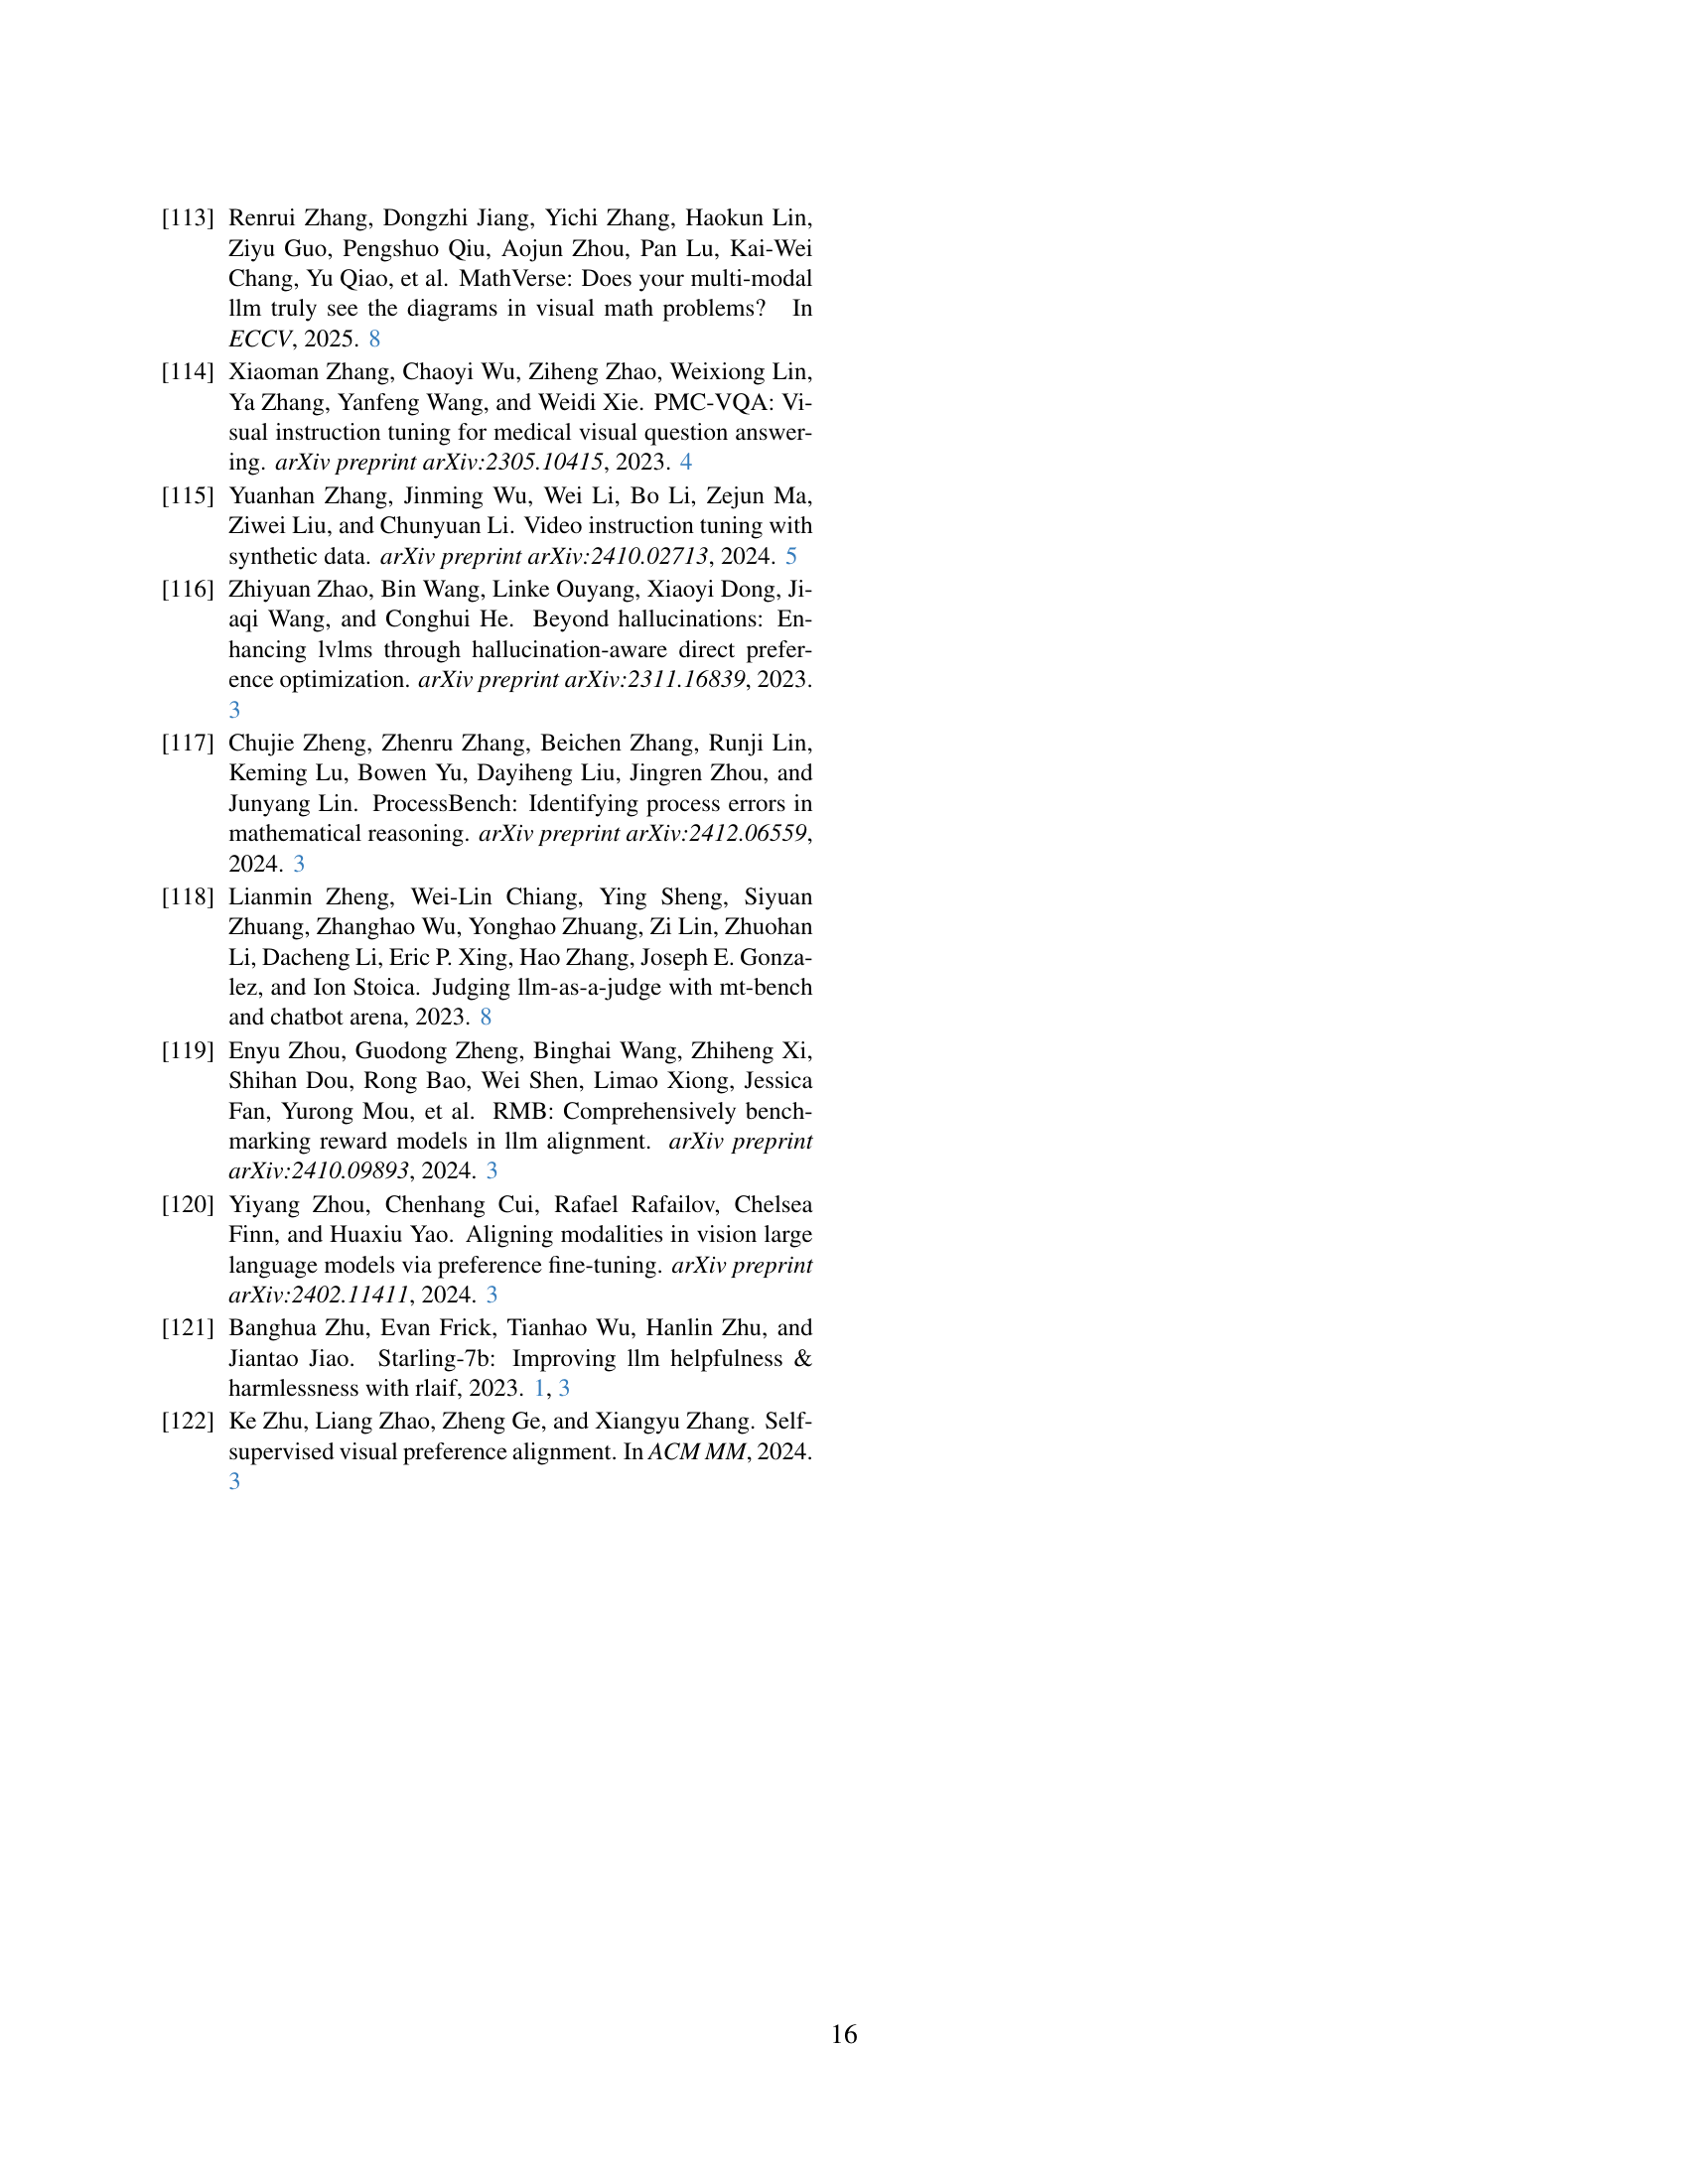 [113] Renrui Zhang, Dongzhi Jiang, Yichi Zhang, Haokun Lin,
Ziyu Guo, Pengshuo Qiu, Aojun Zhou, Pan Lu, Kai-Wei
Chang, Yu Qiao, et al. MathVerse: Does your multi-modal
llm truly see the diagrams in visual math problems? In
ECCV, 2025. 8
[114] Xiaoman Zhang, Chaoyi Wu, Ziheng Zhao, Weixiong Lin,
Ya Zhang, Yanfeng Wang, and Weidi Xie. PMC-VQA: Vi-
sual instruction tuning for medical visual question answer-
ing. arXiv preprint arXiv:2305.10415, 2023. 4
[115] Yuanhan Zhang, Jinming Wu, Wei Li, Bo Li, Zejun Ma,
Ziwei Liu, and Chunyuan Li. Video instruction tuning with
synthetic data. arXiv preprint arXiv:2410.02713, 2024. 5
[116] Zhiyuan Zhao, Bin Wang, Linke Ouyang, Xiaoyi Dong, Ji-
aqi Wang, and Conghui He. Beyond hallucinations: En-
hancing lvlms through hallucination-aware direct prefer-
ence optimization. arXiv preprint arXiv:2311.16839, 2023.
3
[117] Chujie Zheng, Zhenru Zhang, Beichen Zhang, Runji Lin,
Keming Lu, Bowen Yu, Dayiheng Liu, Jingren Zhou, and
Junyang Lin. ProcessBench: Identifying process errors in
mathematical reasoning. arXiv preprint arXiv:2412.06559,
2024. 3
[118] Lianmin Zheng, Wei-Lin Chiang, Ying Sheng, Siyuan
Zhuang, Zhanghao Wu, Yonghao Zhuang, Zi Lin, Zhuohan
Li, Dacheng Li, Eric P. Xing, Hao Zhang, Joseph E. Gonza-
lez, and Ion Stoica. Judging llm-as-a-judge with mt-bench
and chatbot arena, 2023. 8
[119] Enyu Zhou, Guodong Zheng, Binghai Wang, Zhiheng Xi,
Shihan Dou, Rong Bao, Wei Shen, Limao Xiong, Jessica
Fan, Yurong Mou, et al. RMB: Comprehensively bench-
marking reward models in llm alignment. arXiv preprint
arXiv:2410.09893, 2024. 3
[120] Yiyang Zhou, Chenhang Cui, Rafael Rafailov, Chelsea
Finn, and Huaxiu Yao. Aligning modalities in vision large
language models via preference fine-tuning. arXiv preprint
arXiv:2402.11411, 2024. 3
[121] Banghua Zhu, Evan Frick, Tianhao Wu, Hanlin Zhu, and
Jiantao Jiao. Starling-7b: Improving llm helpfulness &
harmlessness with rlaif, 2023. 1, 3
[122] Ke Zhu, Liang Zhao, Zheng Ge, and Xiangyu Zhang. Self-
supervised visual preference alignment. In ACM MM, 2024.
3
16